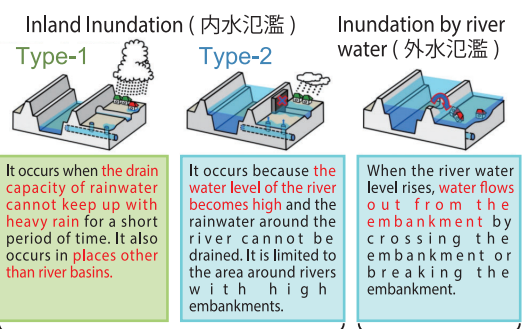 Inland Inundation ( 内水氾濫 )
Type-1
Type-2
It occurs when the drain
capacity of rainwater
cannot keep up with
heavy rain for a short
period of time. It also
occurs in places other
than river basins.
It occurs because the
water level of the river
becomes high and the
rainwater around the
river cannot be
drained. It is limited to
the area around rivers
with high
embankments.
Inundation by river
water ( 外水氾濫 )
When the river water
level rises, water flows
out from the
embankment by
crossing the
embankment or
breaking the
embankment.